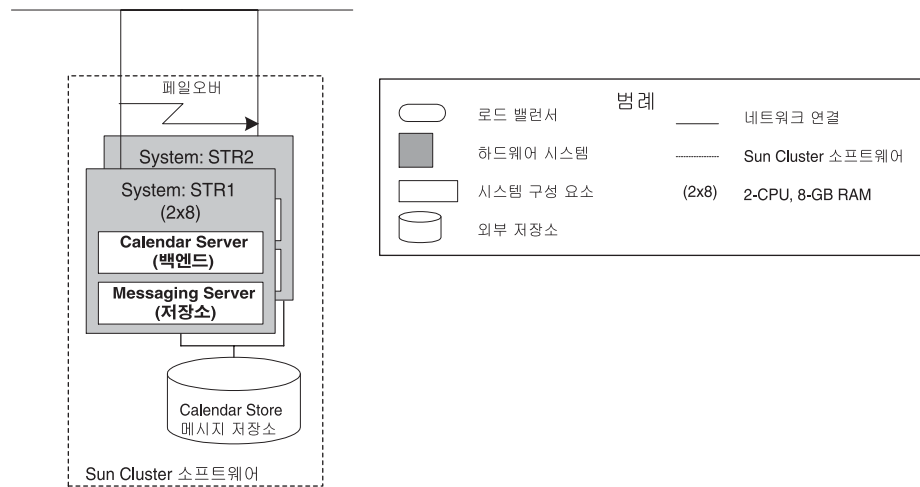 페일오버
System: STR2
System: STR1
(2x8)
Calendar Server
(백엔드)
Messaging Server
(저장소)
Calendar Store
메시지 저장소
Sun Cluster 소프트웨어
범례
로드 밸런서
하드웨어 시스템
시스템 구성 요소
외부 저장소
네트워크 연결
Sun Cluster 소프트웨어
(2x8) 2-CPU, 8-GB RAM